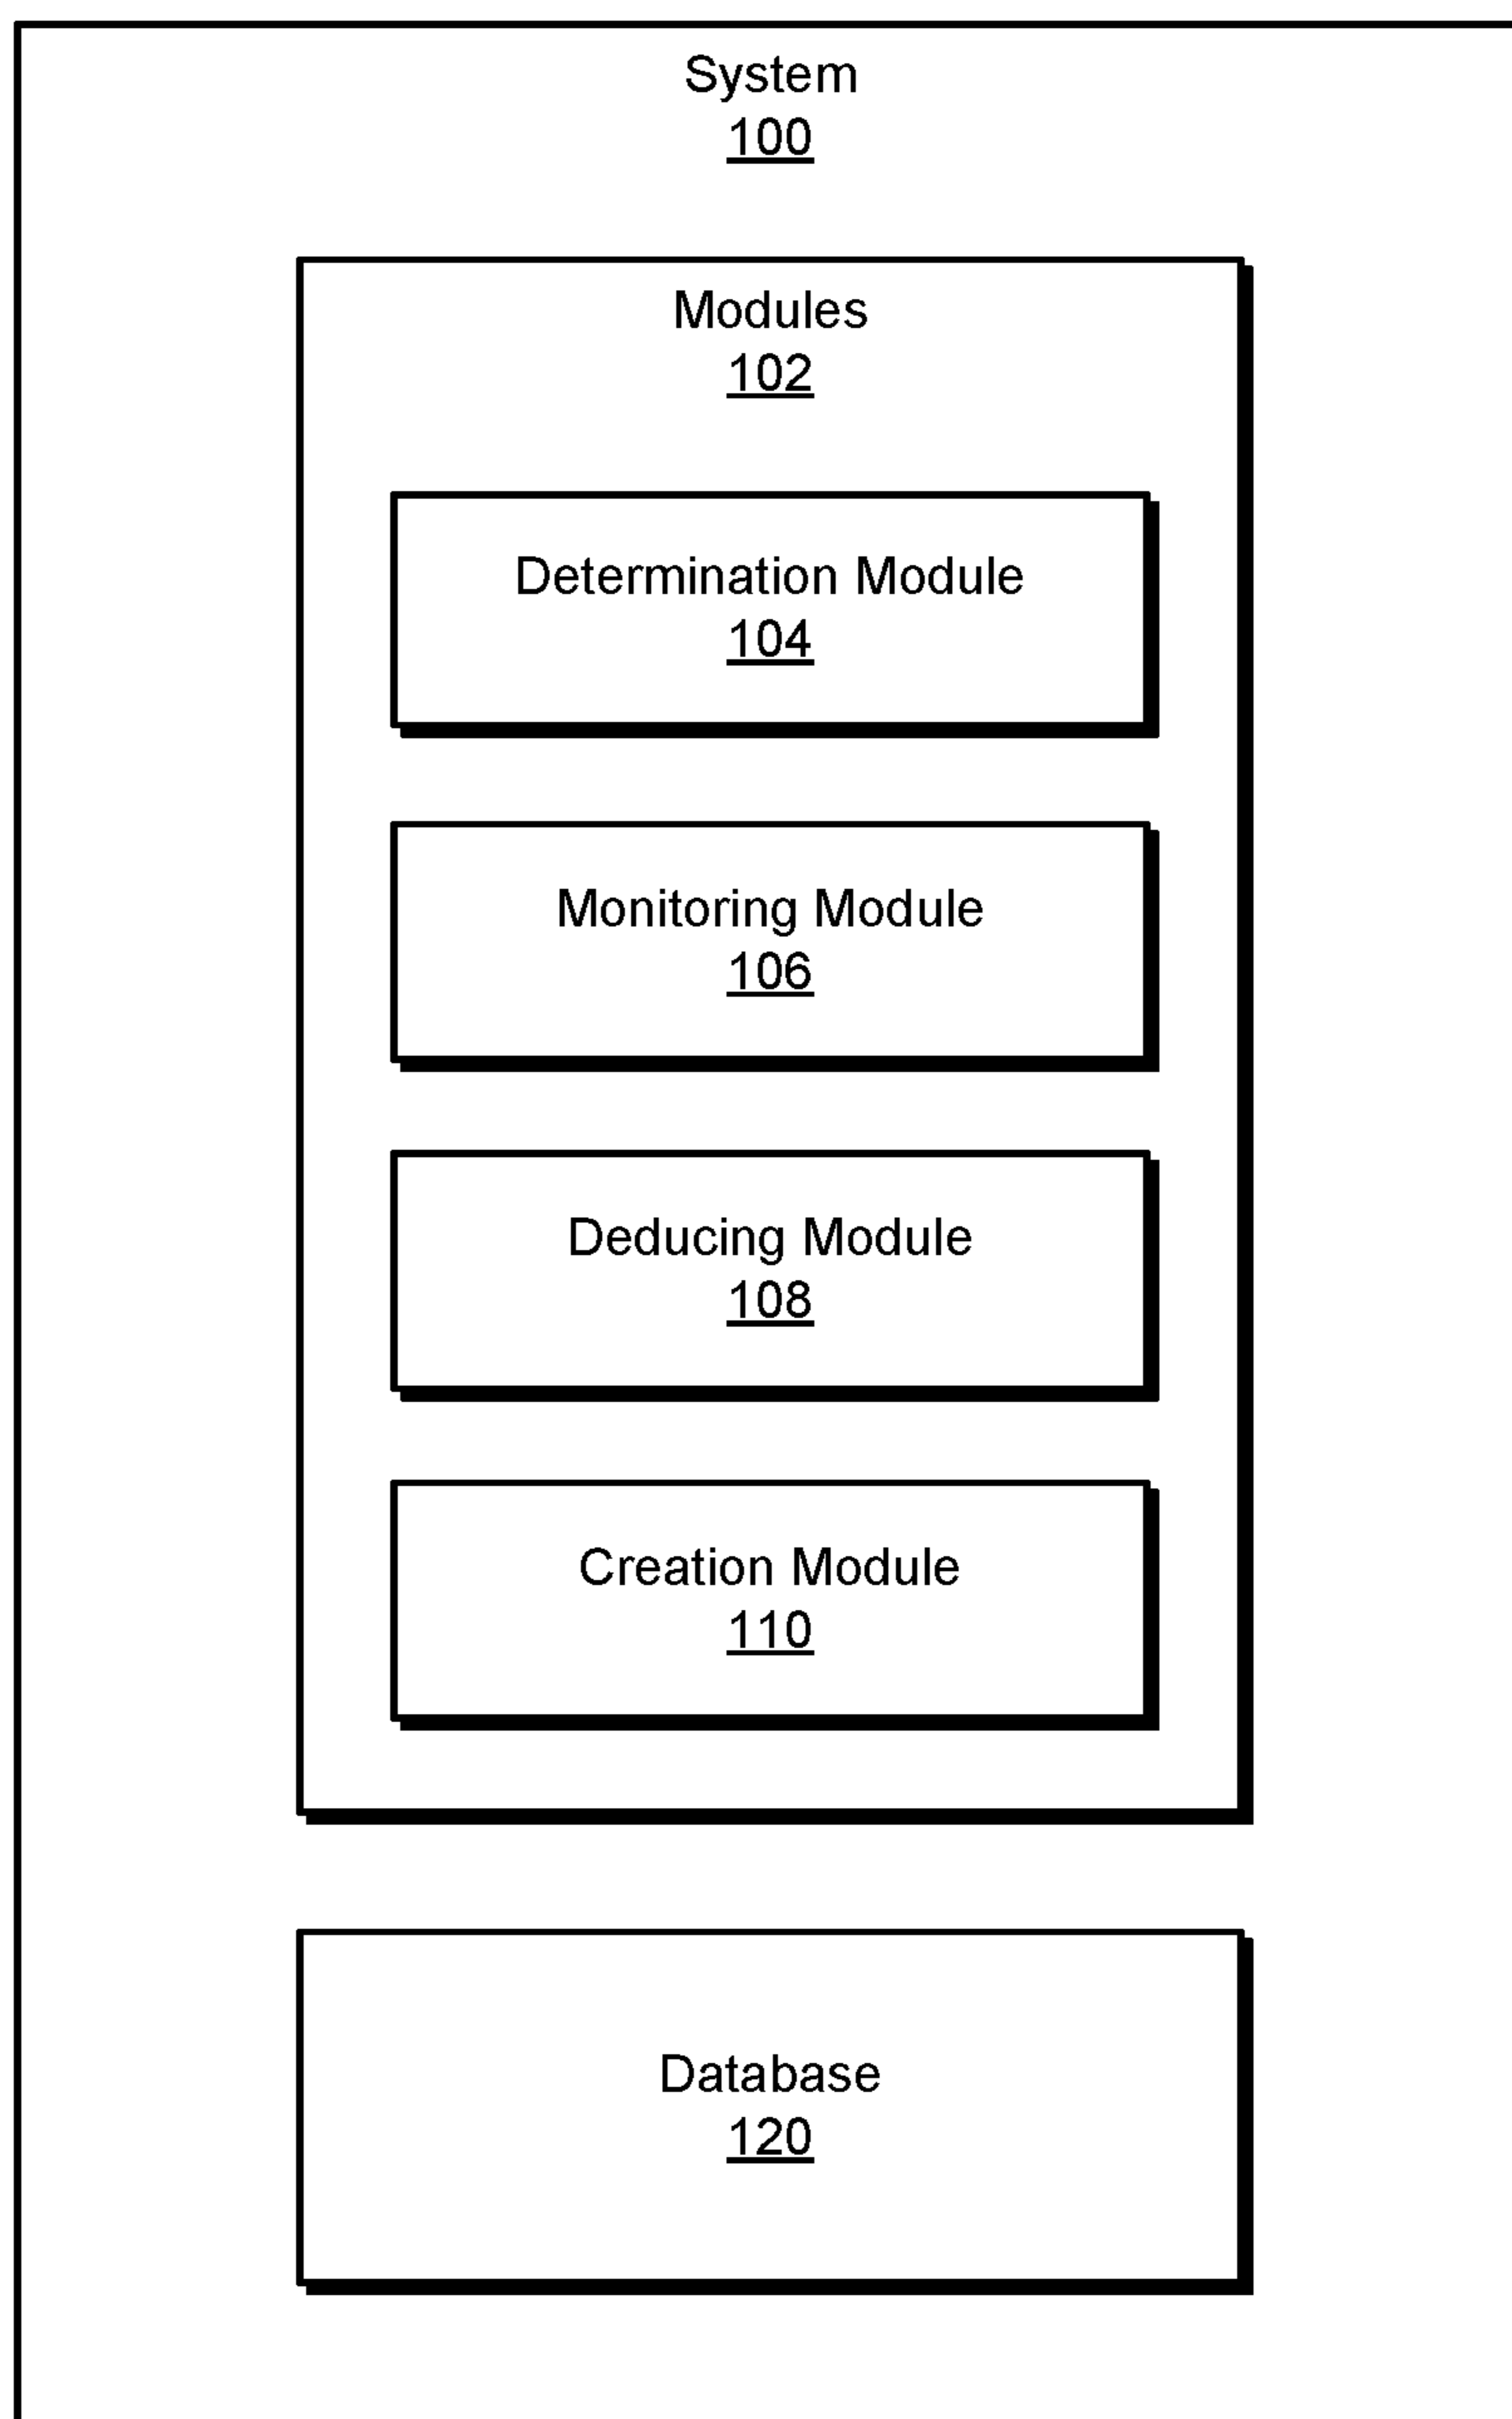 System
100
Modules
102
Determination Module
104
Monitoring Module
106
Deducing Module
108
Creation Module
110
Database
120